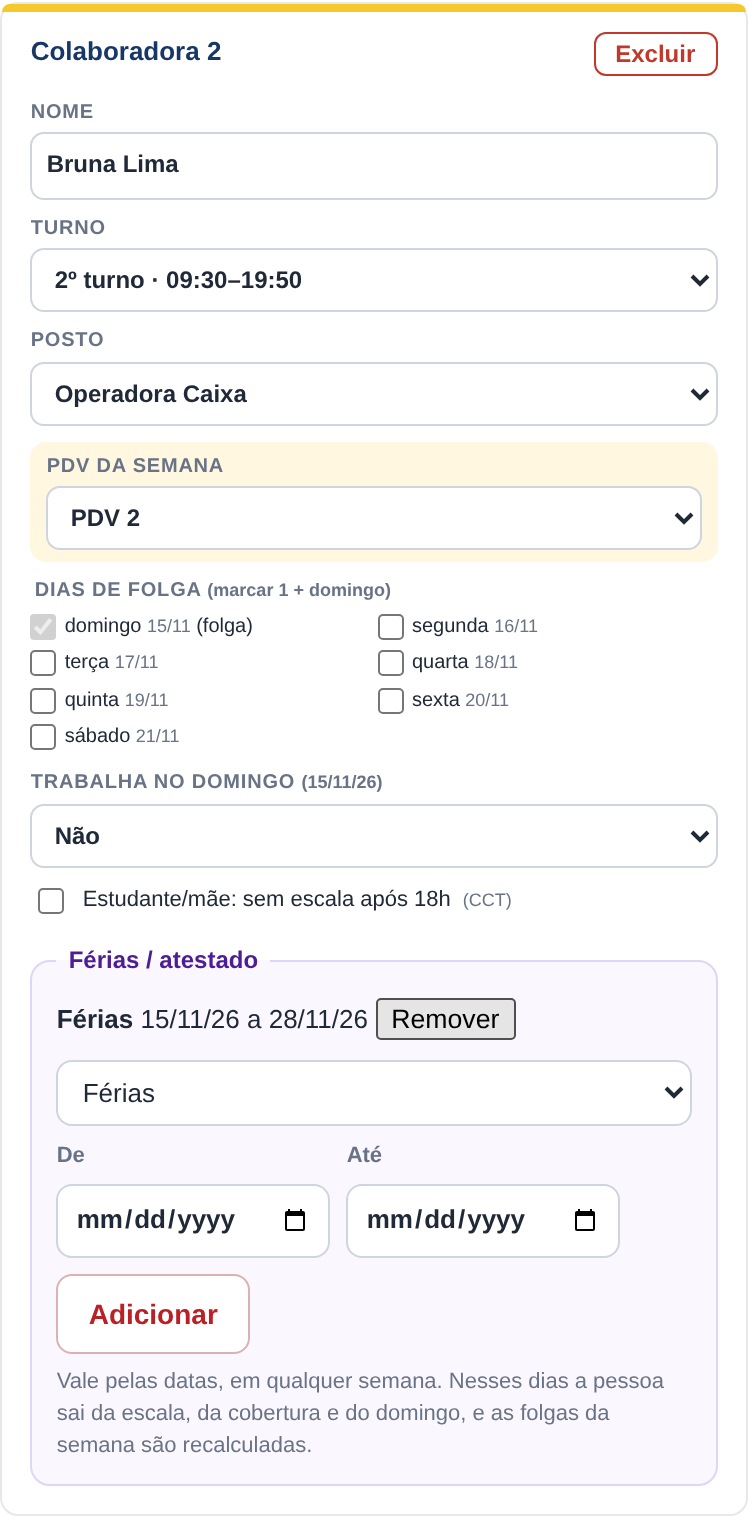 Colaboradora 2
Excluir
NOME
Bruna Lima
TURNO
2º turno · 09:30–19:50
POSTO
Operadora Caixa
PDV DA SEMANA
PDV 2
DIAS DE FOLGA (marcar 1 + domingo)
domingo 15/11 (folga)
segunda 16/11
terça 17/11
quarta 18/11
quinta 19/11
sexta 20/11
sábado 21/11
TRABALHA NO DOMINGO (15/11/26)
Não
Estudante/mãe: sem escala após 18h (CCT)
Férias / atestado
Férias 15/11/26 a 28/11/26 Remover
Férias
De
Até
mm/dd/yyyy
mm/dd/yyyy
Adicionar
Vale pelas datas, em qualquer semana. Nesses dias a pessoa
sai da escala, da cobertura e do domingo, e as folgas da
semana são recalculadas.